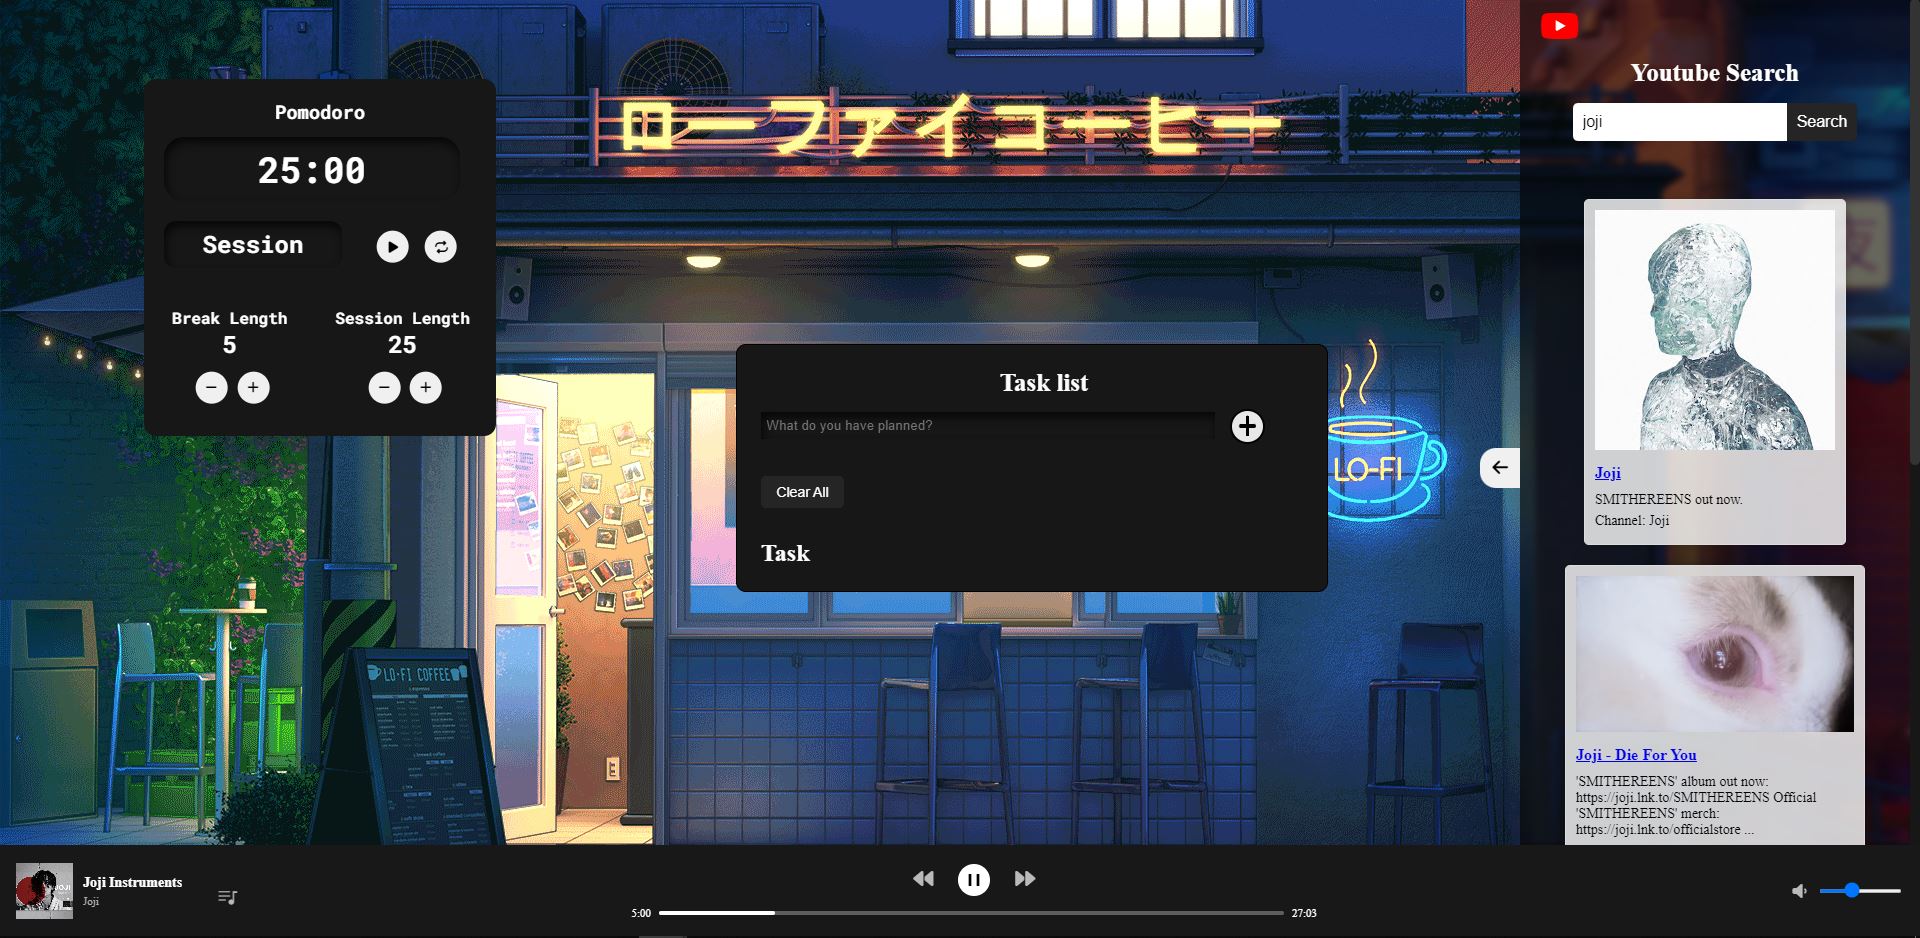 Youtube Search
joji
Search
ローファイコーヒー
Pomodoro
25:00
Session
Break Length
5
Session Length
25
Task list
What do you have planned?
Clear All
Task
LO-FI
LO-FI COFFEE
Joji
SMITHEREENS out now.
Channel: Joji
Joji - Die For You
'SMITHEREENS' album out now:
https://joji.lnk.to/SMITHEREENS Official
'SMITHEREENS' merch:
https://joji.lnk.to/officialstore ...
Joji Instruments
Joji
5:00
27:03